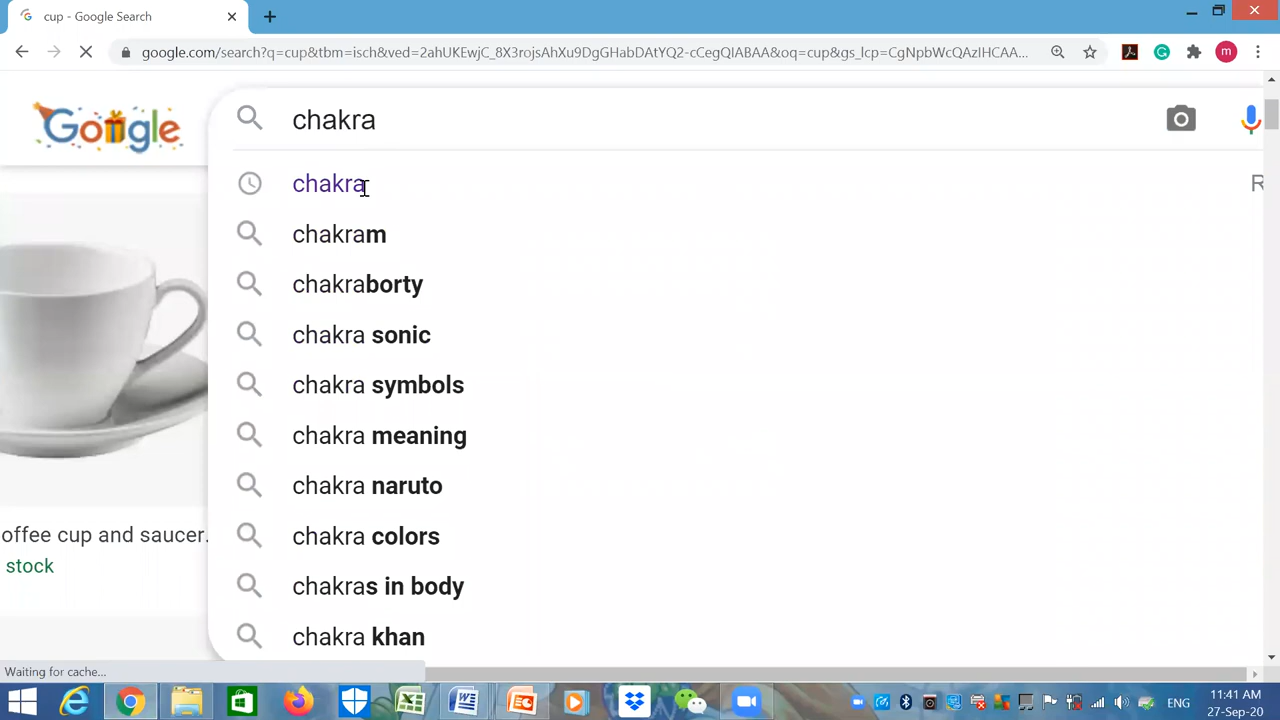 cup - Google Search
google.com/search?q=cup&tbm=isch&ved=2ahUKEwjC_8X3rojsAhXu9DgGHabDAtYQ2-cCegQIABAA&oq=cup&gs_lcp=CgNpbWcQAzIHCAA...
m
Google
chakra
chakra
R
chakram
chakraborty
chakra sonic
chakra symbols
chakra meaning
chakra naruto
chakra colors
chakras in body
chakra khan
offee cup and saucer.
stock
Waiting for cache...
11:41 AM
ENG
27-Sep-20